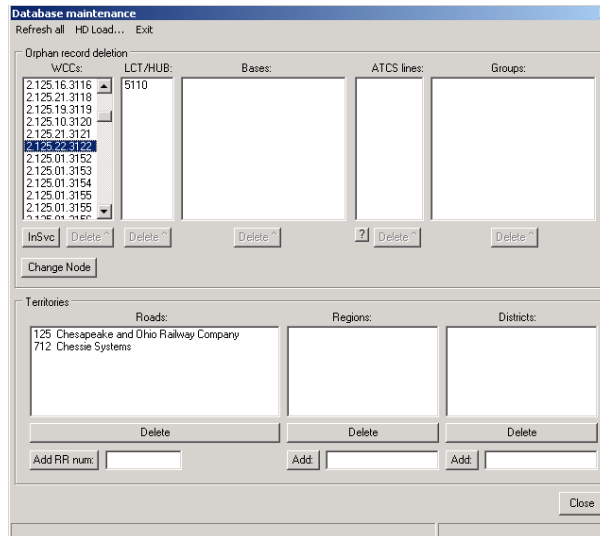 Database maintenance
Refresh all HD Load... Exit
Orphan record deletion
WCCs: LCT/HUB: Bases: ATCS lines: Groups:
2.125.16.3116 5110
2.125.21.3118
2.125.19.3119
2.125.10.3120
2.125.21.3121
2.125.22.3122
2.125.01.3152
2.125.01.3153
2.125.01.3154
2.125.01.3155
2.125.01.3155
2.125.01.3156
InSvc Delete ^ Delete ^ Delete ^ ? Delete ^ Delete ^
Change Node
Territories
Roads: Regions: Districts:
125 Chesapeake and Ohio Railway Company
712 Chessie Systems
Delete Delete Delete
Add RR num: Add: Add:
Close